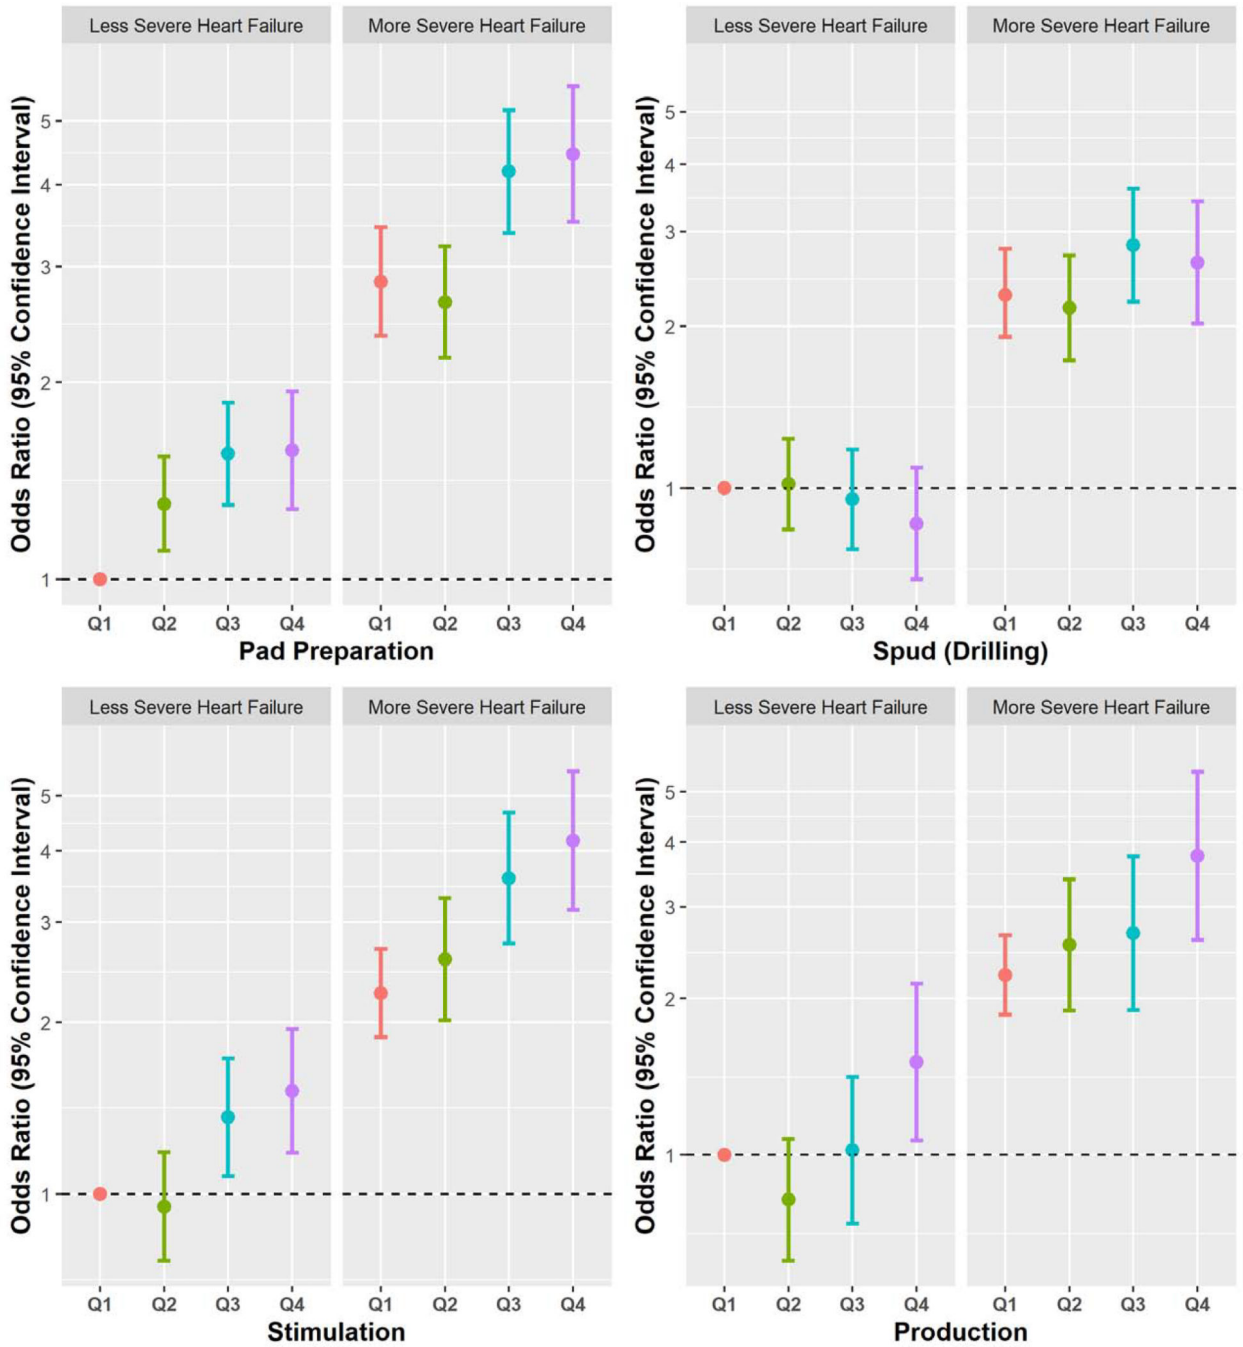 Less Severe Heart Failure
More Severe Heart Failure
Odds Ratio (95% Confidence Interval)
5
4
3
2
1
Q1 Q2 Q3 Q4 Q1 Q2 Q3 Q4
Pad Preparation
Less Severe Heart Failure
More Severe Heart Failure
Odds Ratio (95% Confidence Interval)
5
4
3
2
1
Q1 Q2 Q3 Q4 Q1 Q2 Q3 Q4
Spud (Drilling)
Less Severe Heart Failure
More Severe Heart Failure
Odds Ratio (95% Confidence Interval)
5
4
3
2
1
Q1 Q2 Q3 Q4 Q1 Q2 Q3 Q4
Stimulation
Less Severe Heart Failure
More Severe Heart Failure
Odds Ratio (95% Confidence Interval)
5
4
3
2
1
Q1 Q2 Q3 Q4 Q1 Q2 Q3 Q4
Production